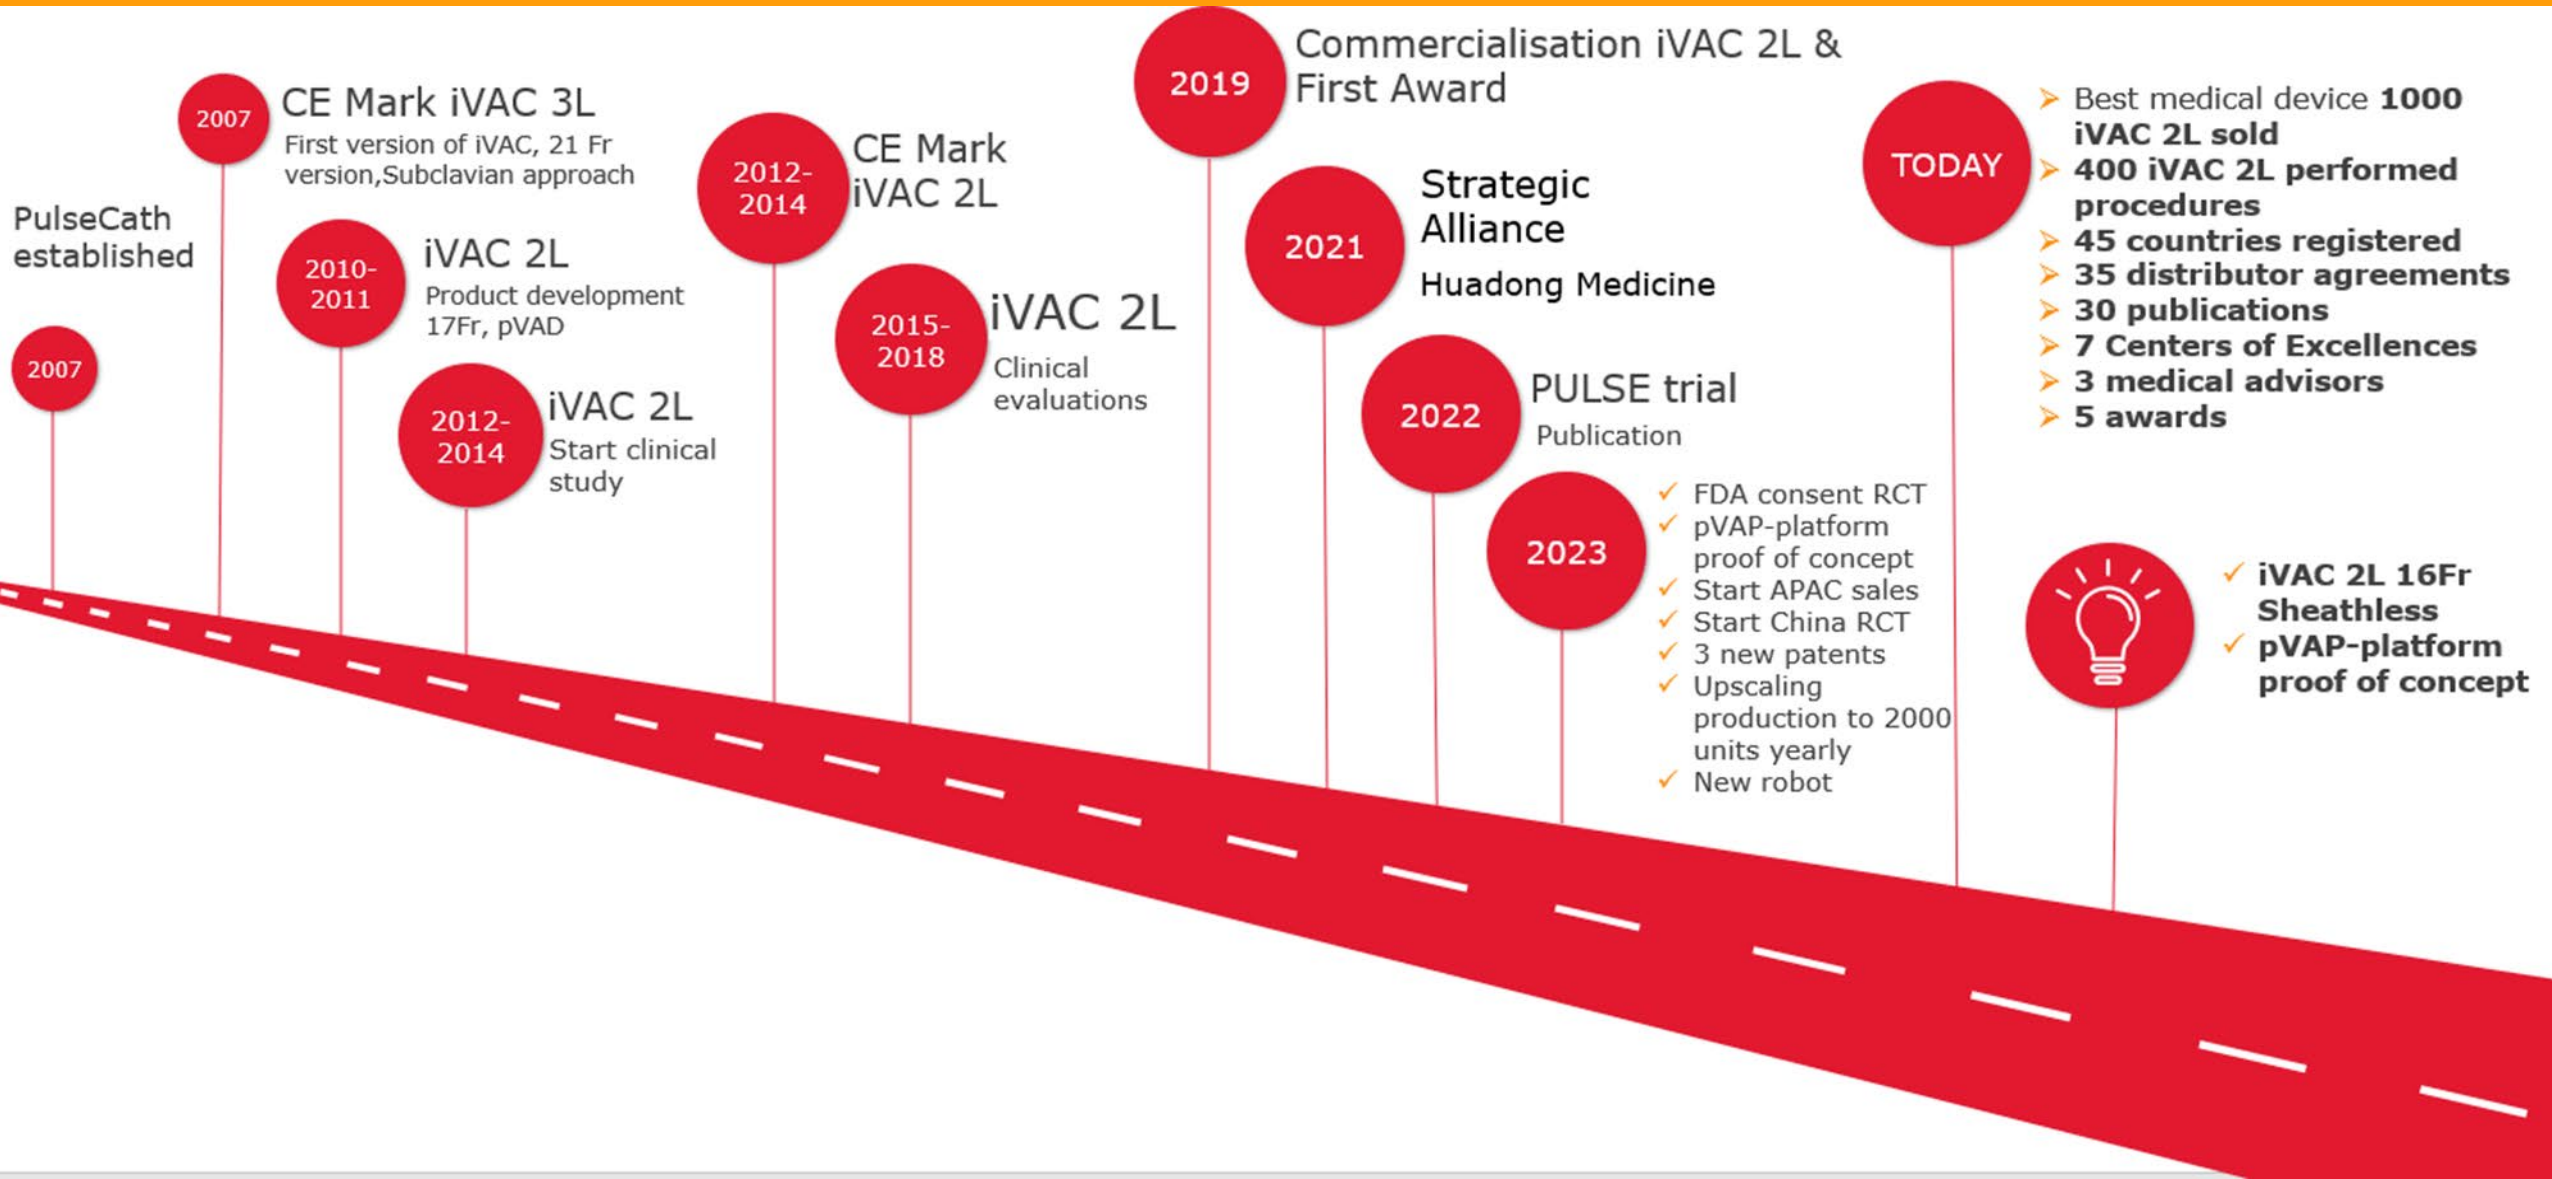 PulseCath
established
2007
2007
CE Mark iVAC 3L
First version of iVAC, 21 Fr
version,Subclavian approach
2010-
2011
iVAC 2L
Product development
17Fr, pVAD
2012-
2014
iVAC 2L
Start clinical
study
2012-
2014
CE Mark
iVAC 2L
2015-
2018
iVAC 2L
Clinical
evaluations
2019
Commercialisation iVAC 2L &
First Award
2021
Strategic
Alliance
Huadong Medicine
2022
PULSE trial
Publication
2023
✓ FDA consent RCT
✓ pVAP-platform
proof of concept
✓ Start APAC sales
✓ Start China RCT
✓ 3 new patents
✓ Upscaling
production to 2000
units yearly
✓ New robot
TODAY
➢ Best medical device 1000
iVAC 2L sold
➢ 400 iVAC 2L performed
procedures
➢ 45 countries registered
➢ 35 distributor agreements
➢ 30 publications
➢ 7 Centers of Excellences
➢ 3 medical advisors
➢ 5 awards
✓ iVAC 2L 16Fr
Sheathless
✓ pVAP-platform
proof of concept